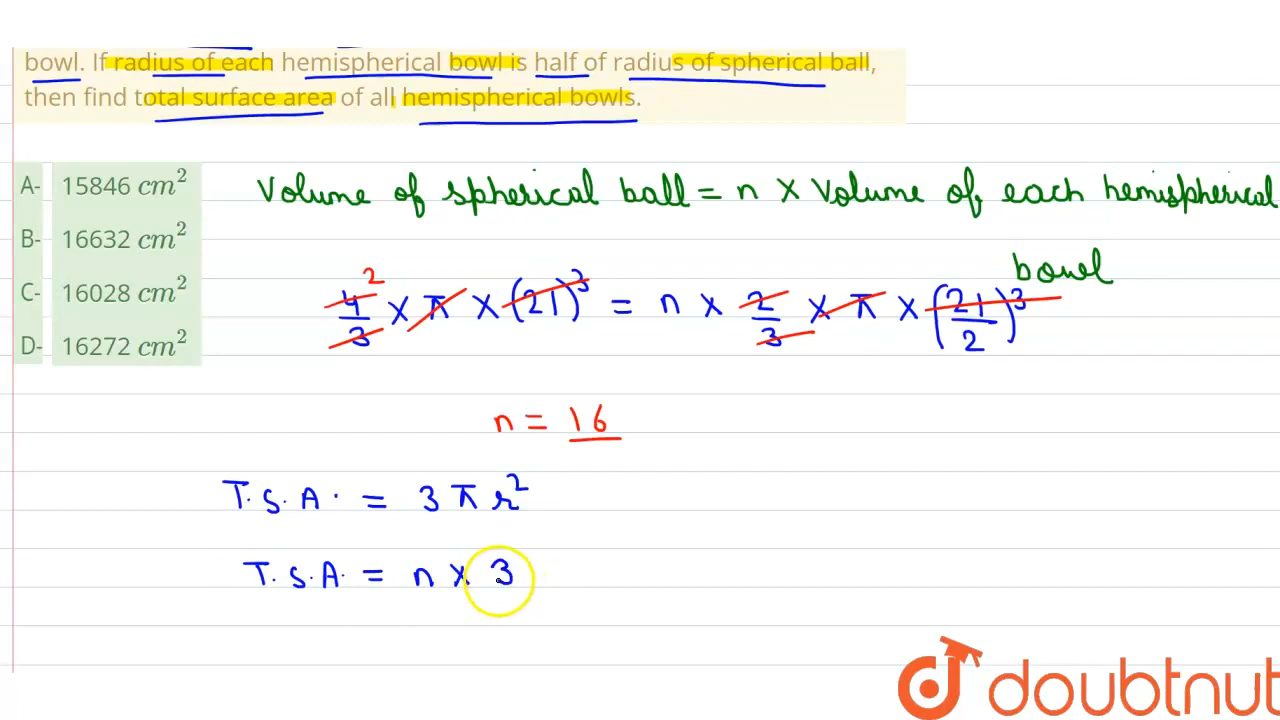 bowl. If radius of each hemispherical bowl is half of radius of spherical ball,
then find total surface area of all hemispherical bowls.
A- 15846 cm²
B- 16632 cm²
C- 16028 cm²
D- 16272 cm²
Volume of spherical ball = n × Volume of each hemispherical
bowl
2
4/3 × π × (21)³ = n × 2/3 × π × (21/2)³
n = 16
T.S.A. = 3πr²
T.S.A. = n × 3
doubtnut